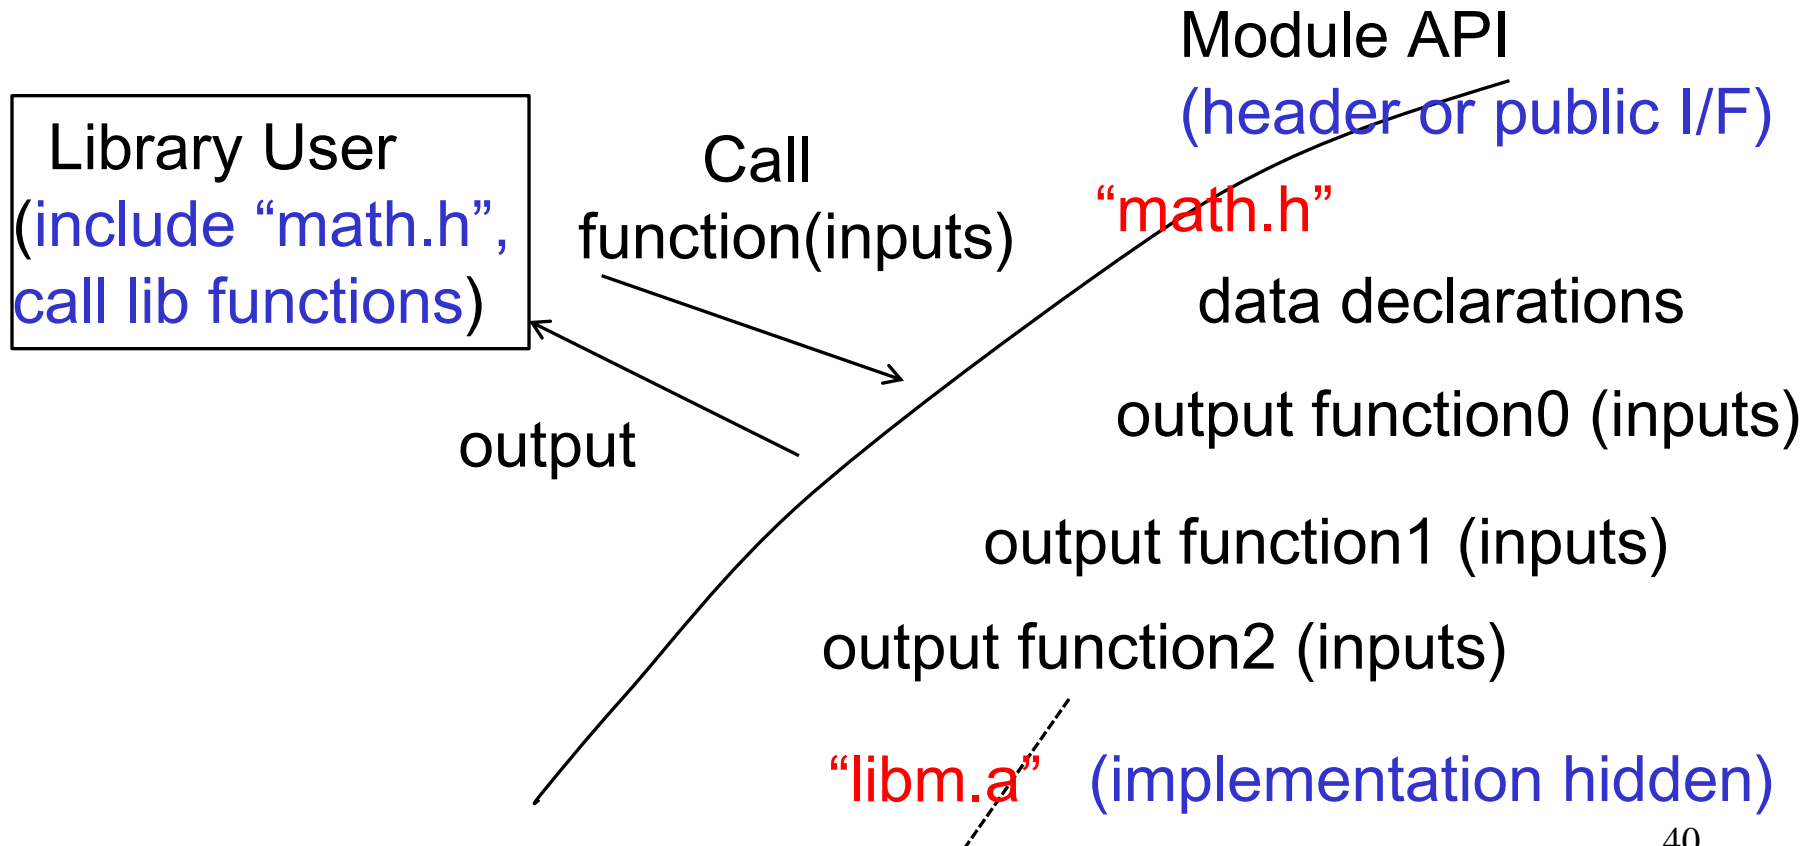 Module API
(header or public I/F)
Library User
(include “math.h”,
call lib functions)
Call
function(inputs)
“math.h”
data declarations
output
output function0 (inputs)
output function1 (inputs)
output function2 (inputs)
“libm.a” (implementation hidden)
40